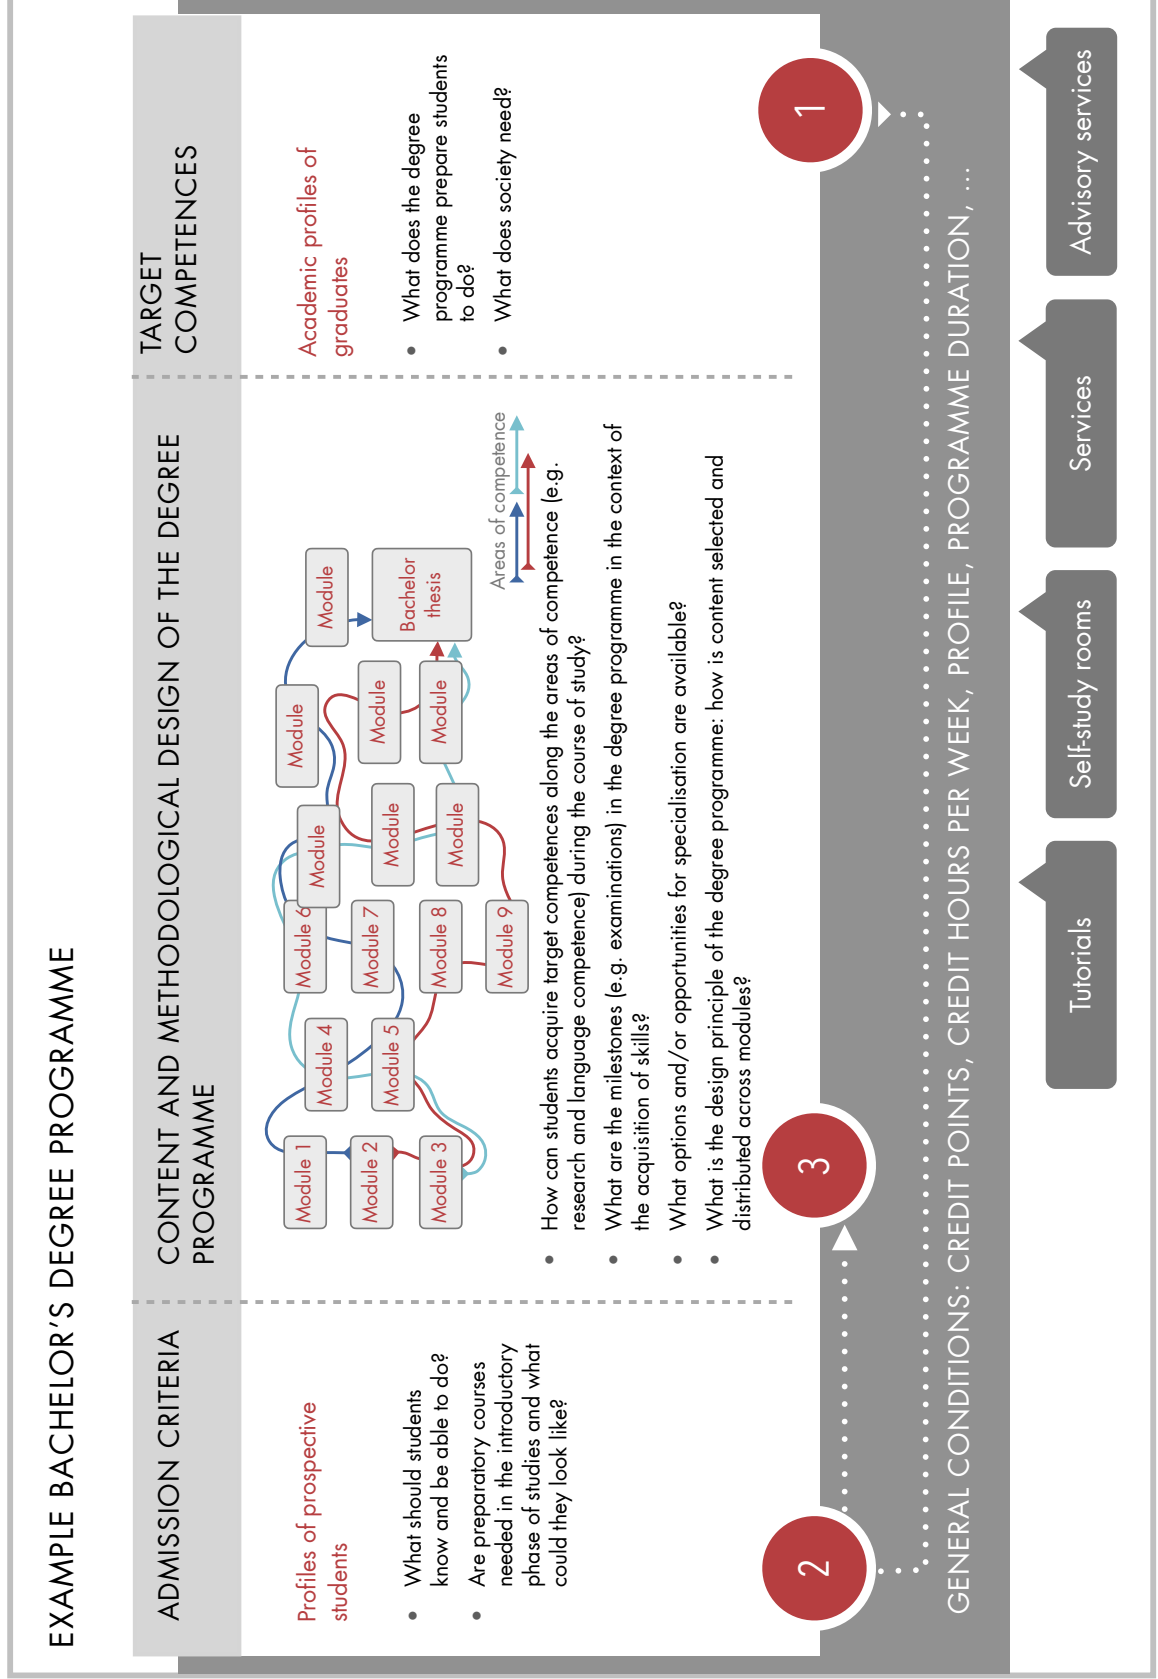 EXAMPLE BACHELOR'S DEGREE PROGRAMME
ADMISSION CRITERIA
Profiles of prospective
students
• What should students
know and be able to do?
• Are preparatory courses
needed in the introductory
phase of studies and what
could they look like?
CONTENT AND METHODOLOGICAL DESIGN OF THE DEGREE
PROGRAMME
Module 1
Module 2
Module 3
Module 4
Module 5
Module 6
Module 7
Module 8
Module 9
Module
Module
Module
Module
Module
Module
Module
Bachelor
thesis
Areas of competence
• How can students acquire target competences along the areas of competence (e.g.
research and language competence) during the course of study?
• What are the milestones (e.g. examinations) in the degree programme in the context of
the acquisition of skills?
• What options and/or opportunities for specialisation are available?
• What is the design principle of the degree programme: how is content selected and
distributed across modules?
TARGET
COMPETENCES
Academic profiles of
graduates
• What does the degree
programme prepare students
to do?
• What does society need?
2
3
1
GENERAL CONDITIONS: CREDIT POINTS, CREDIT HOURS PER WEEK, PROFILE, PROGRAMME DURATION, ...
Tutorials
Self-study rooms
Services
Advisory services